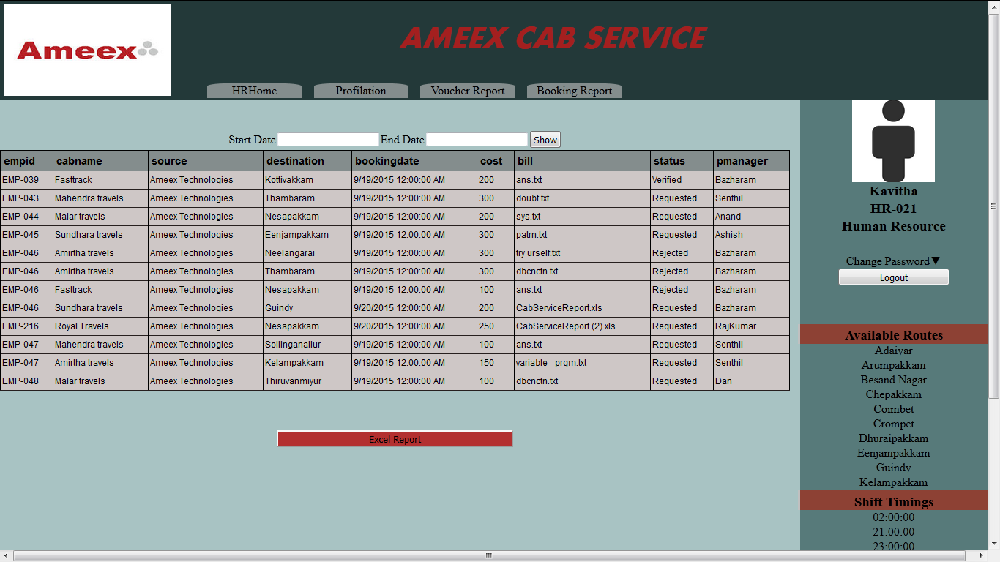 Ameex
AMEEX CAB SERVICE
HRHome Profilation Voucher Report Booking Report
Start Date End Date Show
empid cabname source destination bookingdate cost bill status pmanager
EMP-039 Fasttrack Ameex Technologies Kottivakkam 9/19/2015 12:00:00 AM 200 ans.txt Verified Bazharam
EMP-043 Mahendra travels Ameex Technologies Thambaram 9/19/2015 12:00:00 AM 300 doubt.txt Requested Senthil
EMP-044 Malar travels Ameex Technologies Nesapakkam 9/19/2015 12:00:00 AM 200 sys.txt Requested Anand
EMP-045 Sundhara travels Ameex Technologies Eenjampakkam 9/19/2015 12:00:00 AM 300 patrn.txt Requested Ashish
EMP-046 Amirtha travels Ameex Technologies Neelangarai 9/19/2015 12:00:00 AM 300 try urself.txt Rejected Bazharam
EMP-046 Amirtha travels Ameex Technologies Thambaram 9/19/2015 12:00:00 AM 300 dbcnctn.txt Rejected Bazharam
EMP-046 Fasttrack Ameex Technologies Nesapakkam 9/19/2015 12:00:00 AM 100 ans.txt Rejected Bazharam
EMP-046 Sundhara travels Ameex Technologies Guindy 9/20/2015 12:00:00 AM 200 CabServiceReport.xls Requested Bazharam
EMP-216 Royal Travels Ameex Technologies Nesapakkam 9/20/2015 12:00:00 AM 250 CabServiceReport (2).xls Requested RajKumar
EMP-047 Mahendra travels Ameex Technologies Sollinganallur 9/19/2015 12:00:00 AM 100 ans.txt Requested Senthil
EMP-047 Amirtha travels Ameex Technologies Kelampakkam 9/19/2015 12:00:00 AM 150 variable _prgm.txt Requested Senthil
EMP-048 Malar travels Ameex Technologies Thiruvanmiyur 9/19/2015 12:00:00 AM 100 dbcnctn.txt Requested Dan
Excel Report
Kavitha
HR-021
Human Resource
Change Password▼
Logout
Available Routes
Adaiyar
Arumpakkam
Besand Nagar
Chepakkam
Coimbet
Crompet
Dhuraipakkam
Eenjampakkam
Guindy
Kelampakkam
Shift Timings
02:00:00
21:00:00
23:00:00